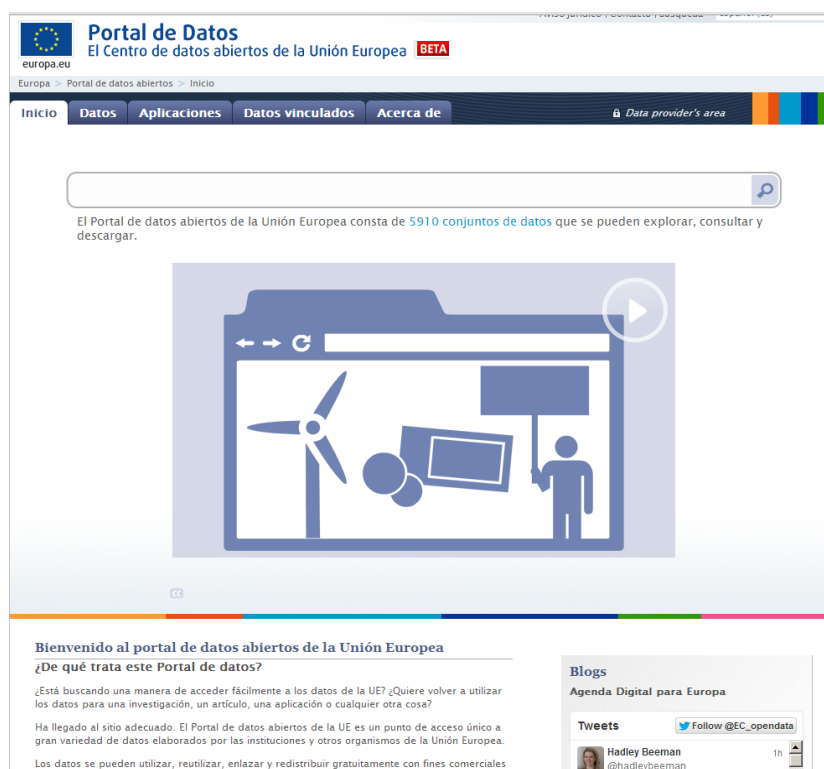 Aviso jurídico | Contacto | Búsqueda Español (es)
Portal de Datos
El Centro de datos abiertos de la Unión Europea BETA
europa.eu
Europa > Portal de datos abiertos > Inicio
Inicio Datos Aplicaciones Datos vinculados Acerca de Data provider's area
El Portal de datos abiertos de la Unión Europea consta de 5910 conjuntos de datos que se pueden explorar, consultar y
descargar.
Bienvenido al portal de datos abiertos de la Unión Europea
¿De qué trata este Portal de datos?
¿Está buscando una manera de acceder fácilmente a los datos de la UE? ¿Quiere volver a utilizar
los datos para una investigación, un artículo, una aplicación o cualquier otra cosa?
Ha llegado al sitio adecuado. El Portal de datos abiertos de la UE es un punto de acceso único a
gran variedad de datos elaborados por las instituciones y otros organismos de la Unión Europea.
Los datos se pueden utilizar, reutilizar, enlazar y redistribuir gratuitamente con fines comerciales
Blogs
Agenda Digital para Europa
Tweets Follow @EC_opendata
Hadley Beeman 1h
@hadleybeeman